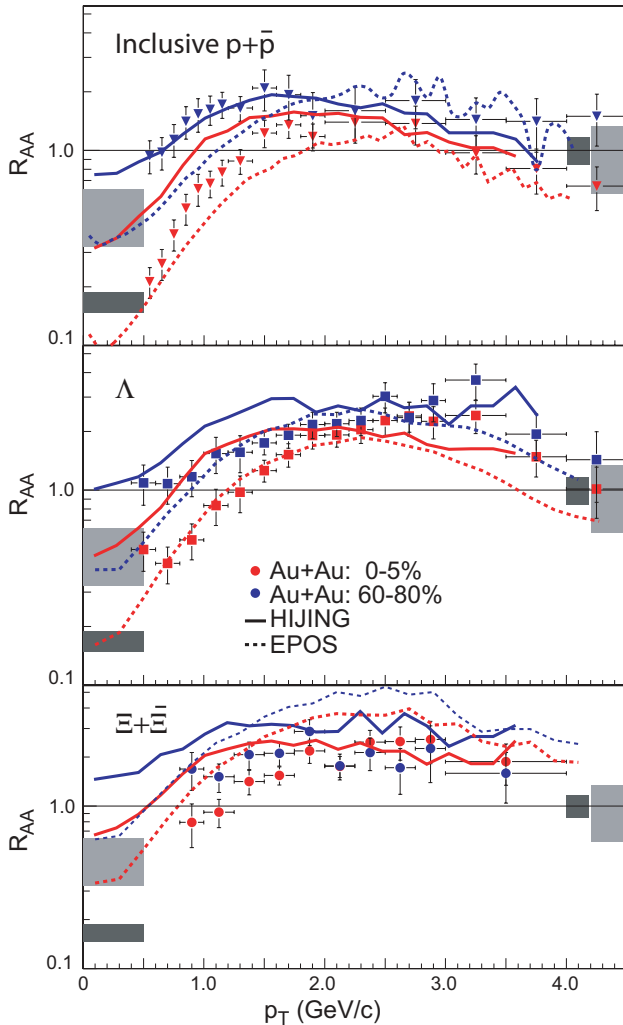 Inclusive p+p̄
R_AA
1.0
0.1
Λ
R_AA
1.0
Au+Au: 0-5%
Au+Au: 60-80%
HIJING
EPOS
0.1
Ξ+Ξ̄
R_AA
1.0
0.1
0 1.0 2.0 3.0 4.0
p_T (GeV/c)